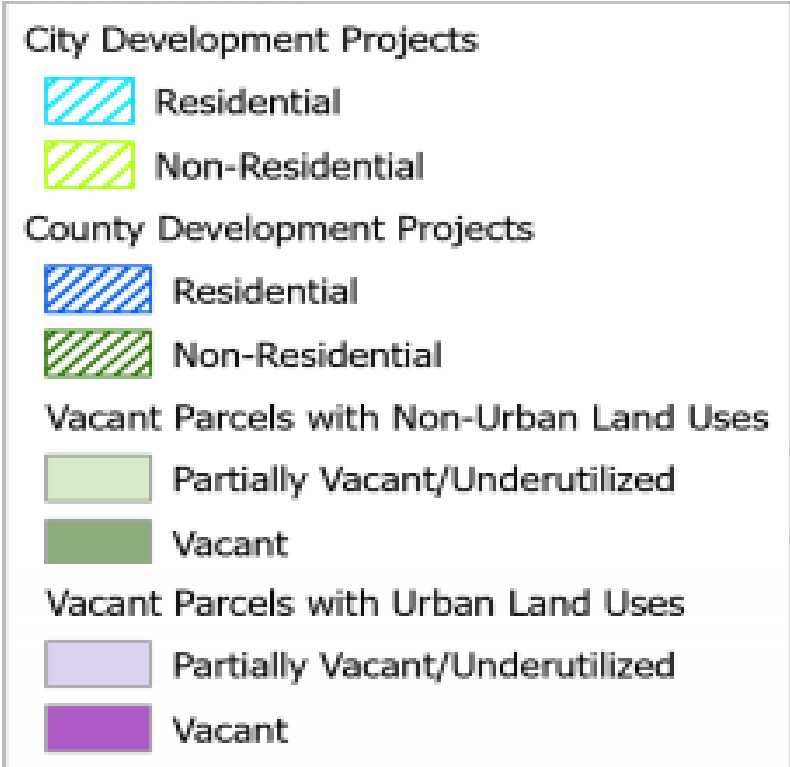 City Development Projects
Residential
Non-Residential
County Development Projects
Residential
Non-Residential
Vacant Parcels with Non-Urban Land Uses
Partially Vacant/Underutilized
Vacant
Vacant Parcels with Urban Land Uses
Partially Vacant/Underutilized
Vacant